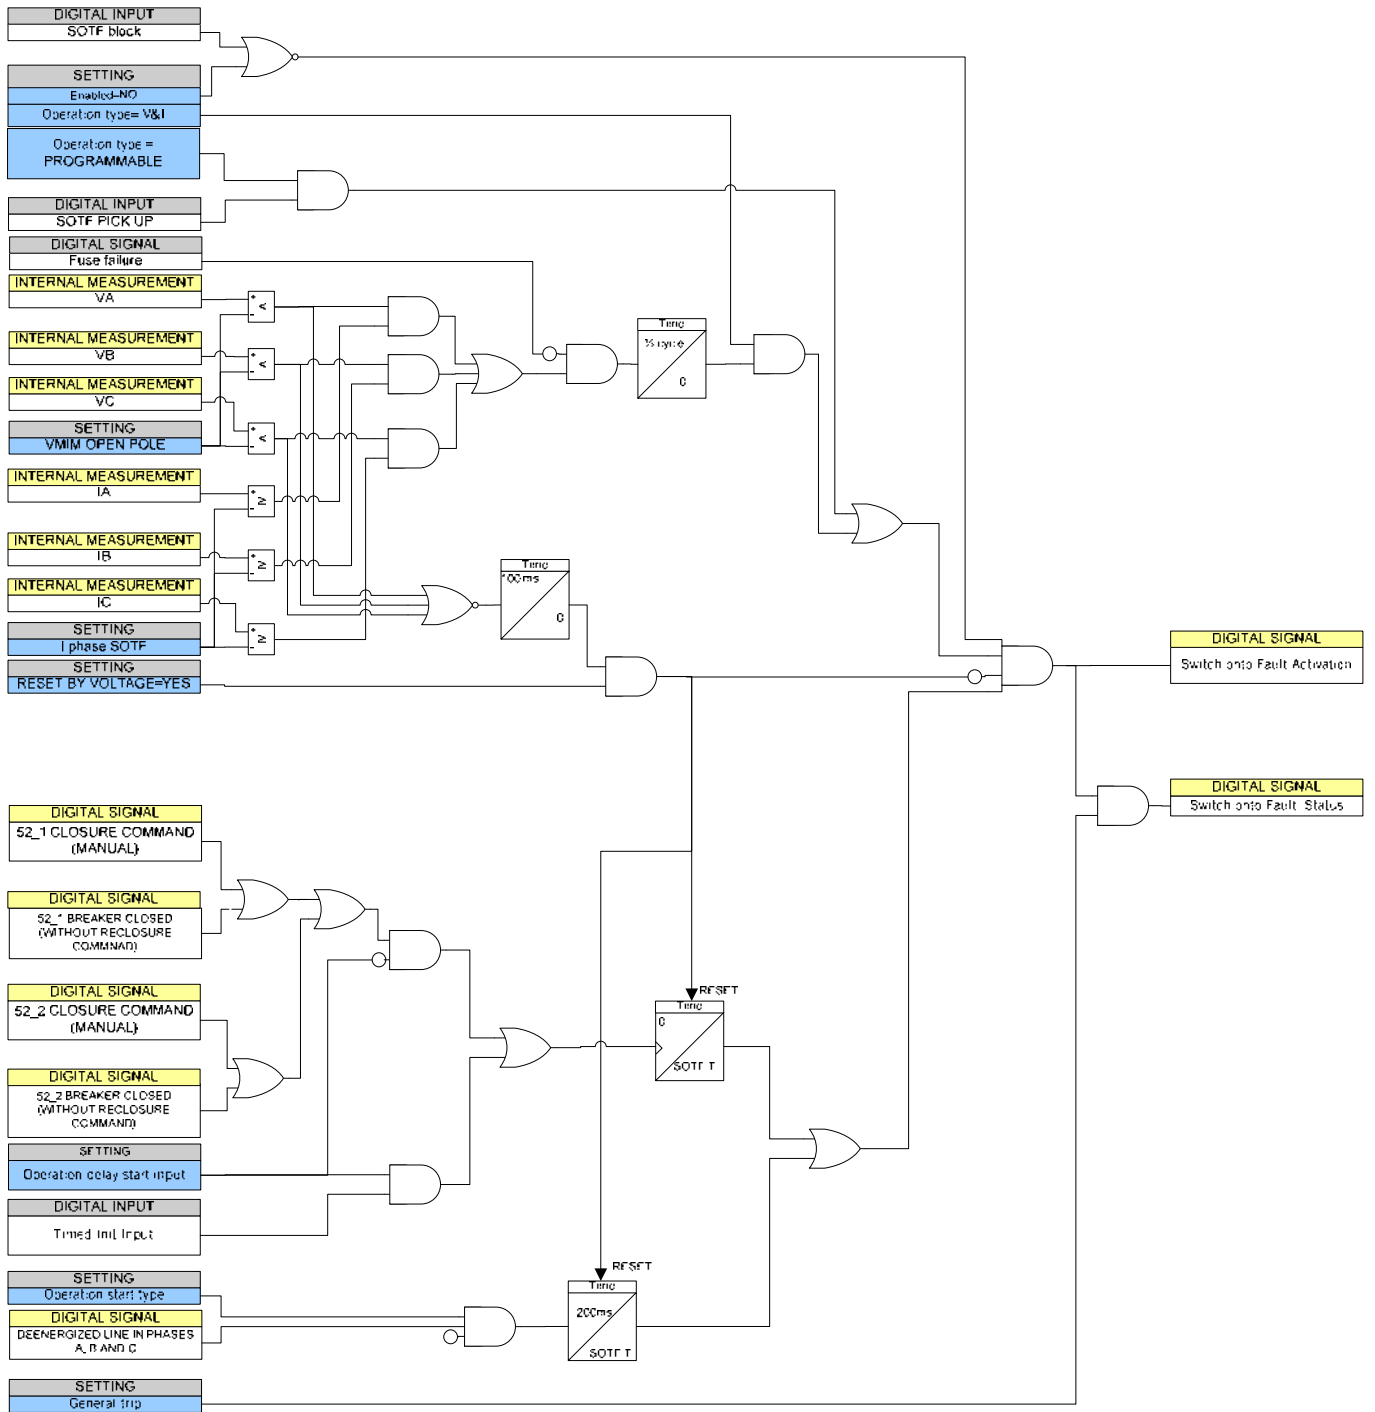 DIGITAL INPUT
SOTF block
SETTING
Enabled=NO
Operation type= V&I
Operation type =
PROGRAMMABLE
DIGITAL INPUT
SOTF PICK UP
DIGITAL SIGNAL
Fuse failure
INTERNAL MEASUREMENT
VA
INTERNAL MEASUREMENT
VB
INTERNAL MEASUREMENT
VC
SETTING
VMIM OPEN POLE
INTERNAL MEASUREMENT
IA
INTERNAL MEASUREMENT
IB
INTERNAL MEASUREMENT
IC
SETTING
I phase SOTF
SETTING
RESET BY VOLTAGE=YES
+
<
-
+
<
-
+
<
-
+
≥
-
+
≥
-
+
≥
-
Time
0
Time
100ms
0
DIGITAL SIGNAL
Switch onto Fault Activation
DIGITAL SIGNAL
Switch onto Fault Status
DIGITAL SIGNAL
52_1 CLOSURE COMMAND
(MANUAL)
DIGITAL SIGNAL
52_1 BREAKER CLOSED
(WITHOUT RECLOSURE
COMMNAD)
DIGITAL SIGNAL
52_2 CLOSURE COMMAND
(MANUAL)
DIGITAL SIGNAL
52_2 BREAKER CLOSED
(WITHOUT RECLOSURE
COMMAND)
SETTING
Operation delay start input
DIGITAL INPUT
Timed Init Input
RESET
Time
0
SOTF T
SETTING
Operation start type
DIGITAL SIGNAL
DEENERGIZED LINE IN PHASES
A, B AND C
RESET
Time
200ms
SOTF T
SETTING
General trip